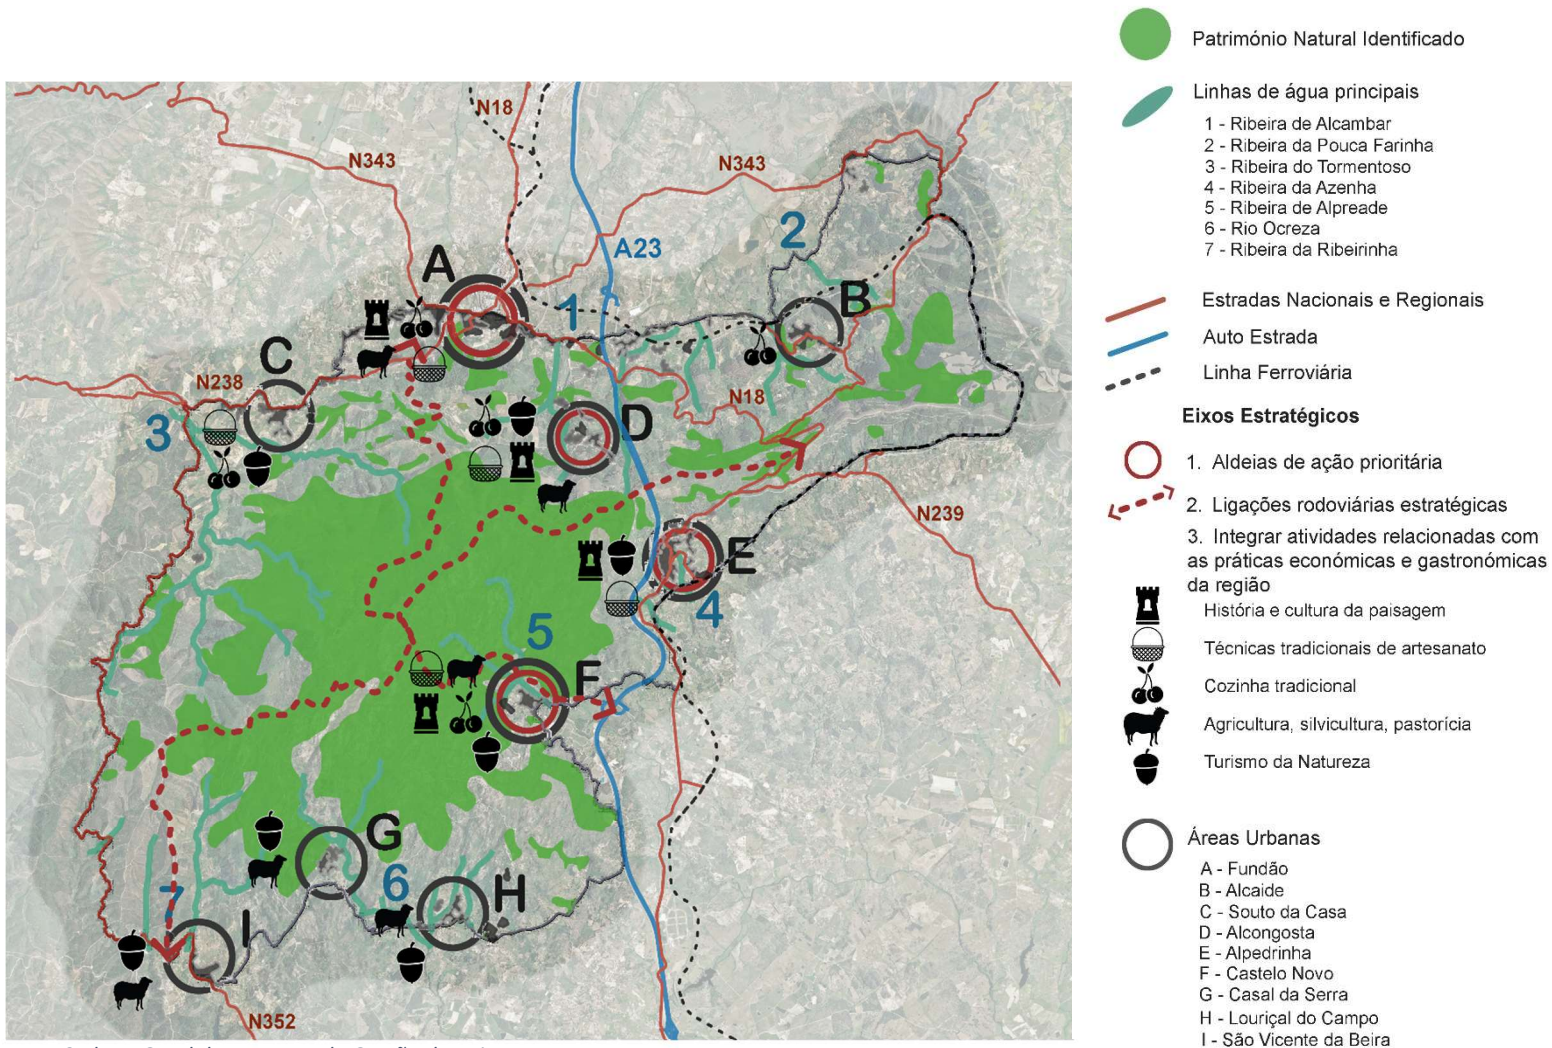 N18
N343
N343
A23
2
A
B
1
C
N238
N18
3
D
N239
E
4
5
F
G
6
H
7
I
N352
Património Natural Identificado
Linhas de água principais
1 - Ribeira de Alcambar
2 - Ribeira da Pouca Farinha
3 - Ribeira do Tormentoso
4 - Ribeira da Azenha
5 - Ribeira de Alpreade
6 - Rio Ocreza
7 - Ribeira da Ribeirinha
Estradas Nacionais e Regionais
Auto Estrada
Linha Ferroviária
Eixos Estratégicos
1. Aldeias de ação prioritária
2. Ligações rodoviárias estratégicas
3. Integrar atividades relacionadas com
as práticas económicas e gastronómicas
da região
História e cultura da paisagem
Técnicas tradicionais de artesanato
Cozinha tradicional
Agricultura, silvicultura, pastorícia
Turismo da Natureza
Áreas Urbanas
A - Fundão
B - Alcaide
C - Souto da Casa
D - Alcongosta
E - Alpedrinha
F - Castelo Novo
G - Casal da Serra
H - Louriçal do Campo
I - São Vicente da Beira